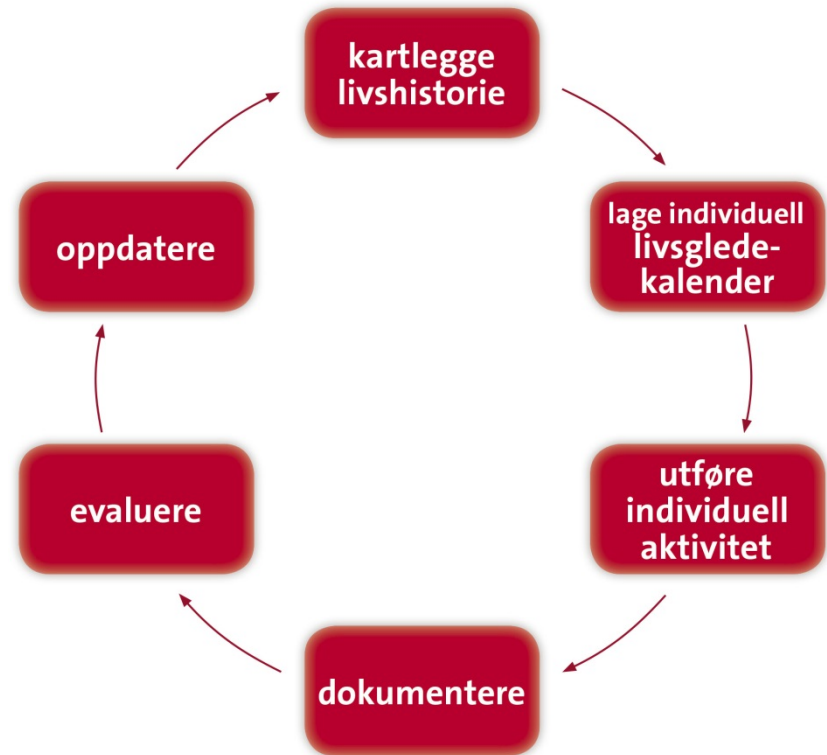 kartlegge
livshistorie
lage individuell
livsglede-
kalender
utføre
individuell
aktivitet
dokumentere
evaluere
oppdatere